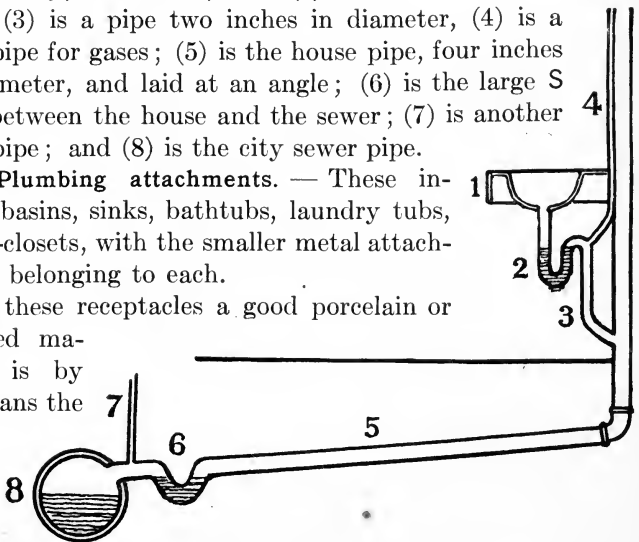 (3) is a pipe two inches in diameter, (4) is a
pipe for gases; (5) is the house pipe, four inches
meter, and laid at an angle; (6) is the large S
between the house and the sewer; (7) is another
pipe; and (8) is the city sewer pipe.
Plumbing attachments. — These in-
basins, sinks, bathtubs, laundry tubs,
-closets, with the smaller metal attach-
belonging to each.
these receptacles a good porcelain or
ed ma-
is by
ans the
1
2
3
4
5
6
7
8